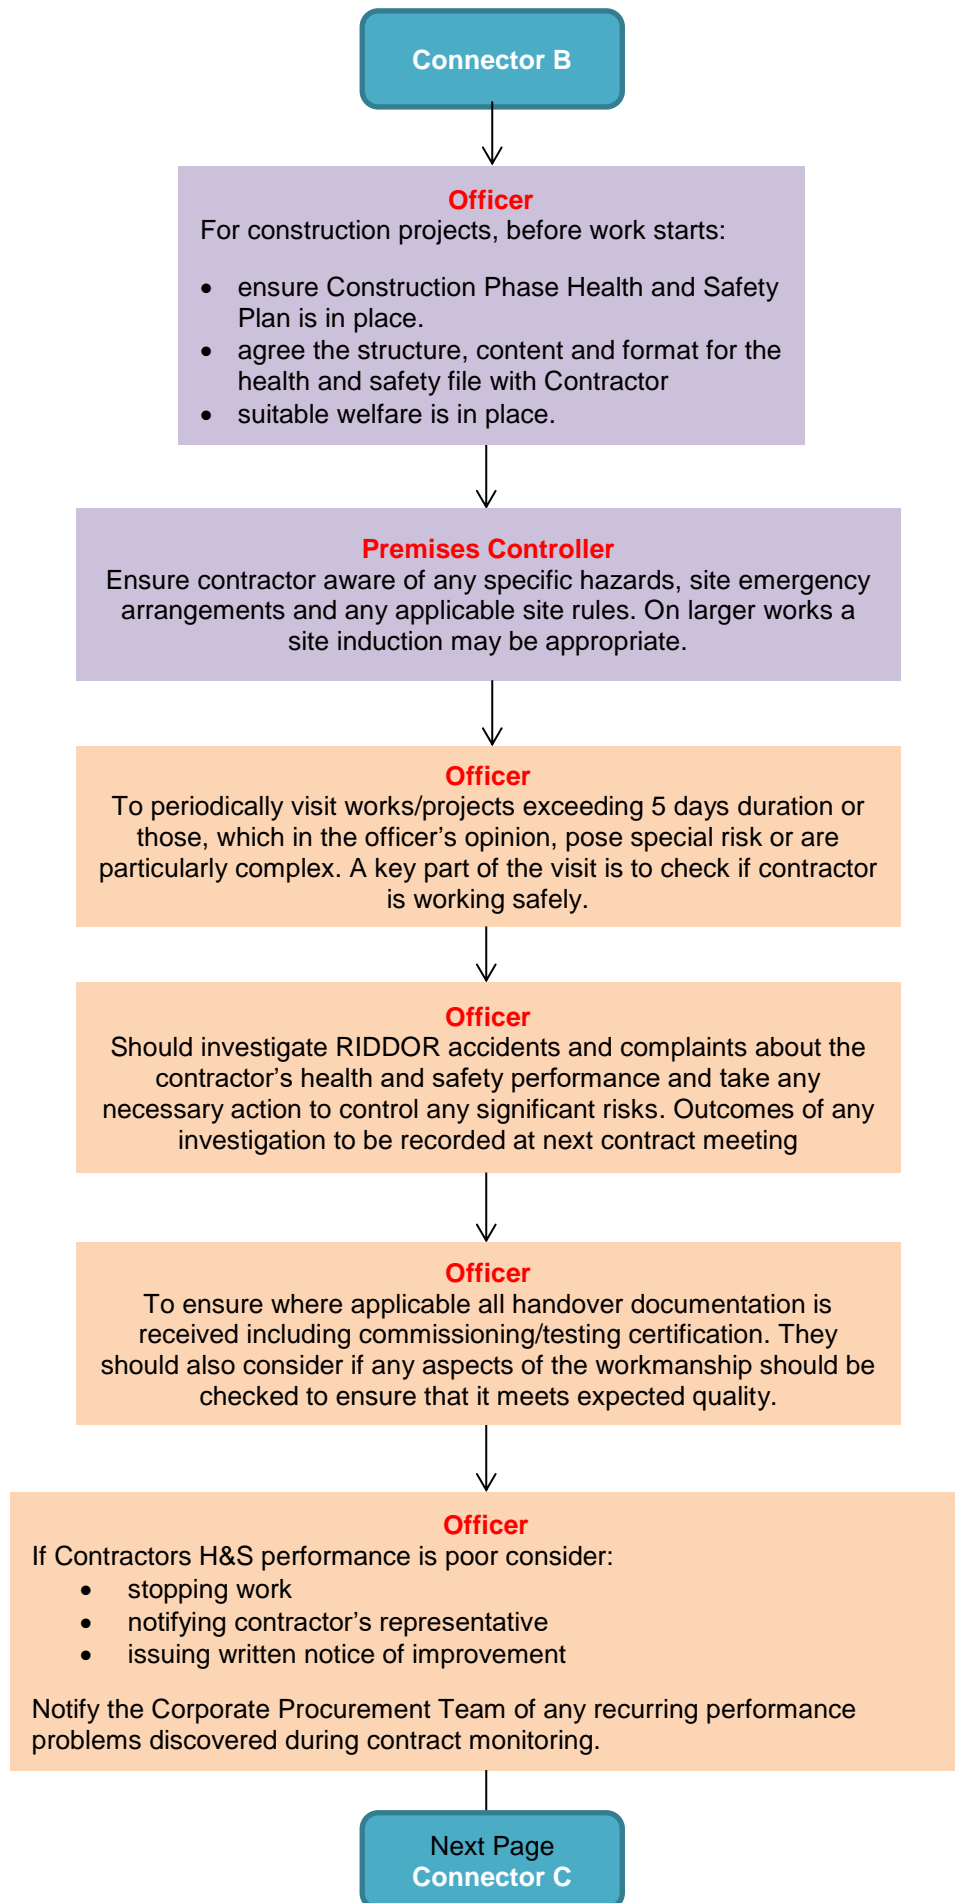 Connector B
Officer
For construction projects, before work starts:
• ensure Construction Phase Health and Safety
Plan is in place.
• agree the structure, content and format for the
health and safety file with Contractor
• suitable welfare is in place.
Premises Controller
Ensure contractor aware of any specific hazards, site emergency
arrangements and any applicable site rules. On larger works a
site induction may be appropriate.
Officer
To periodically visit works/projects exceeding 5 days duration or
those, which in the officer’s opinion, pose special risk or are
particularly complex. A key part of the visit is to check if contractor
is working safely.
Officer
Should investigate RIDDOR accidents and complaints about the
contractor’s health and safety performance and take any
necessary action to control any significant risks. Outcomes of any
investigation to be recorded at next contract meeting
Officer
To ensure where applicable all handover documentation is
received including commissioning/testing certification. They
should also consider if any aspects of the workmanship should be
checked to ensure that it meets expected quality.
Officer
If Contractors H&S performance is poor consider:
• stopping work
• notifying contractor’s representative
• issuing written notice of improvement
Notify the Corporate Procurement Team of any recurring performance
problems discovered during contract monitoring.
Next Page
Connector C